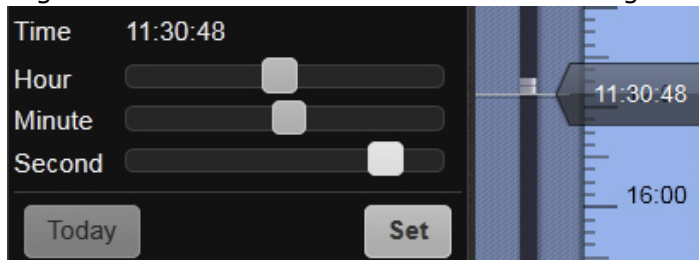 Time 11:30:48
Hour
11:30:48
Minute
Second
16:00
Today Set